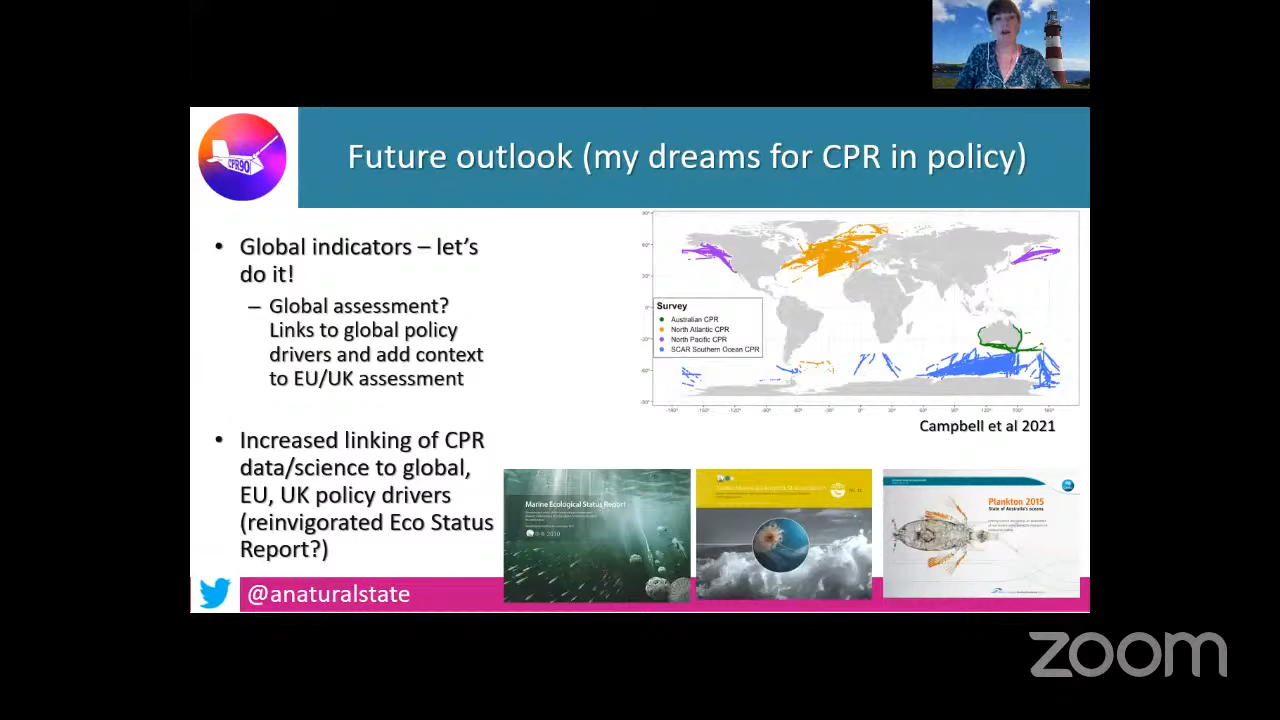 CPR90
Future outlook (my dreams for CPR in policy)
• Global indicators – let's
do it!
– Global assessment?
Links to global policy
drivers and add context
to EU/UK assessment
• Increased linking of CPR
data/science to global,
EU, UK policy drivers
(reinvigorated Eco Status
Report?)
Survey
Australian CPR
North Atlantic CPR
North Pacific CPR
SCAR Southern Ocean CPR
Campbell et al 2021
Marine Ecological Status Report
Plankton 2015
State of Australia's oceans
@anaturalstate
zoom